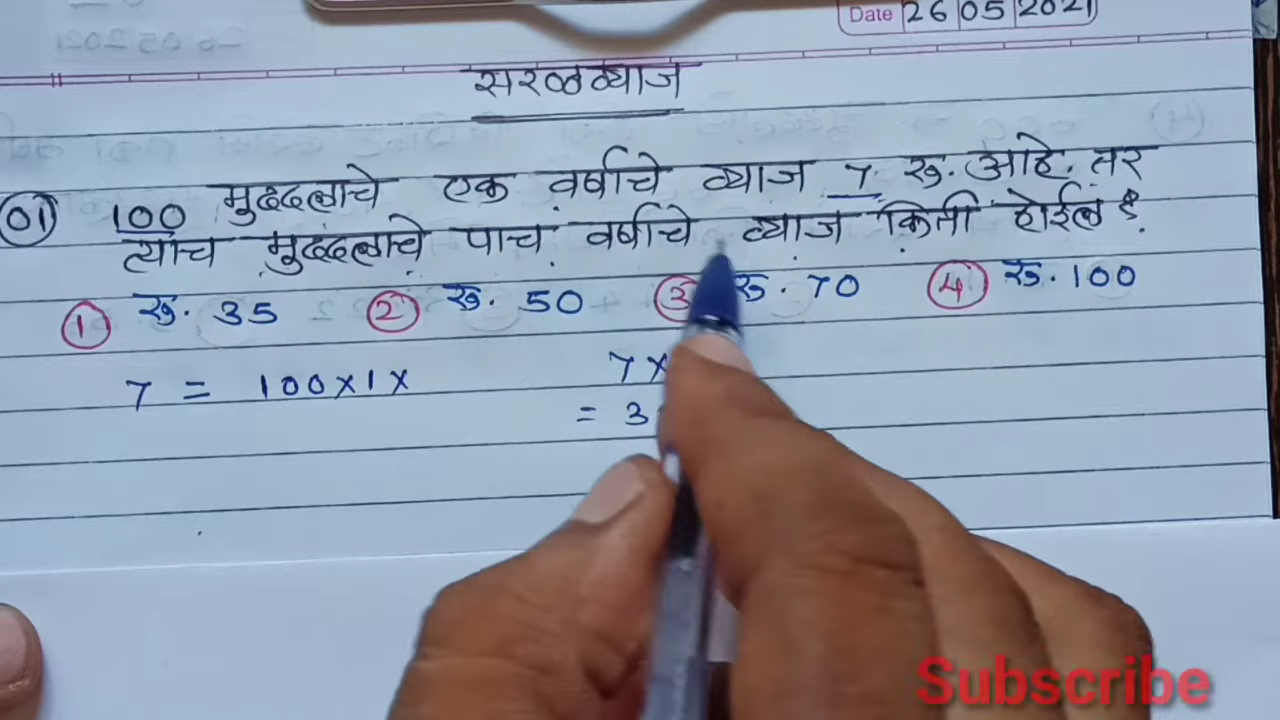 Date 26 05 2021
सरळव्याज
01 100 मुद्दलाचे एक वर्षाचे व्याज 7 रु. आहे. तर
त्याच मुद्दलाचे पाच वर्षाचे व्याज किती होईल ?
1 रु. 35 2 रु. 50 3 रु. 70 4 रु. 100
7 = 100 x 1 x 7 x
= 3
Subscribe